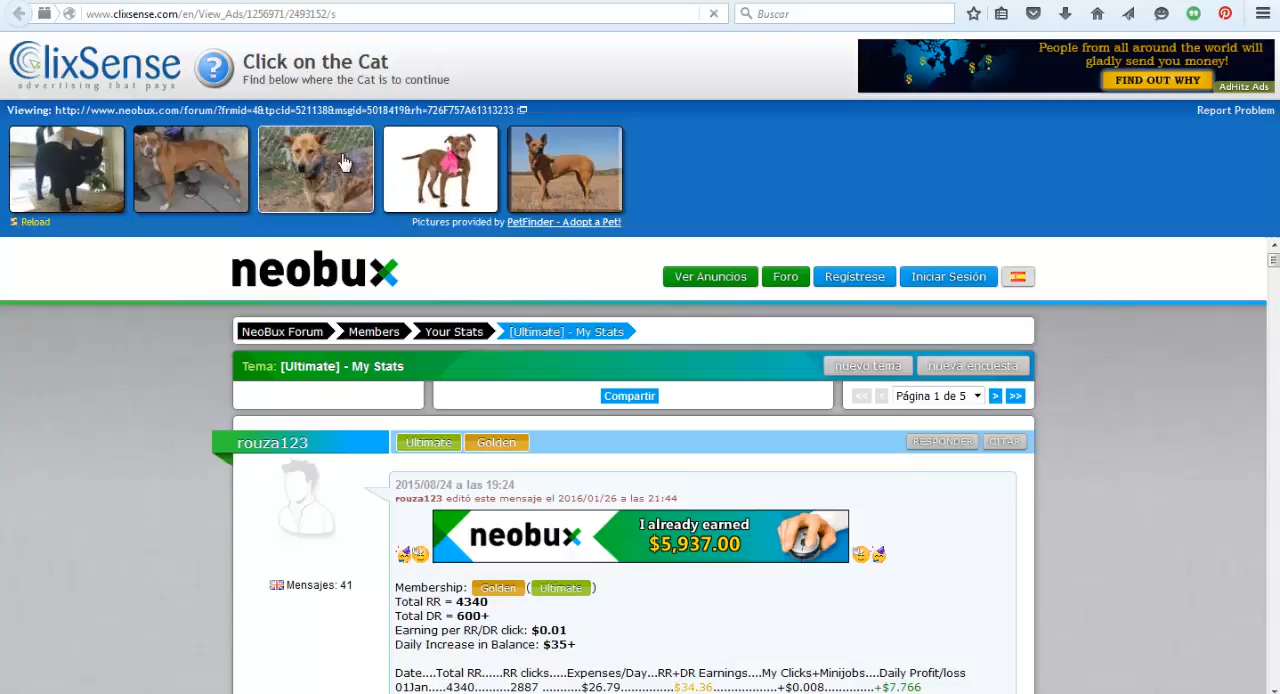 www.clixsense.com/en/View_Ads/1256971/2493152/s
Buscar
ClixSense
advertising that pays
?
Click on the Cat
Find below where the Cat is to continue
People from all around the world will
gladly send you money!
FIND OUT WHY
AdHitz Ads
Viewing: http://www.neobux.com/forum/?frmid=4&tpcid=521138&msgid=5018419&rh=726F757A61313233
Report Problem
Reload
Pictures provided by PetFinder - Adopt a Pet!
neobux
Ver Anuncios
Foro
Regístrese
Iniciar Sesión
NeoBux Forum
Members
Your Stats
[Ultimate] - My Stats
Tema: [Ultimate] - My Stats
nuevo tema
nueva encuesta
Compartir
<< < Página 1 de 5 > >>
rouza123
Ultimate
Golden
RESPONDER
CITAR
2015/08/24 a las 19:24
rouza123 editó este mensaje el 2016/01/26 a las 21:44
neobux
I already earned
$5,937.00
Mensajes: 41
Membership: Golden ( Ultimate )
Total RR = 4340
Total DR = 600+
Earning per RR/DR click: $0.01
Daily Increase in Balance: $35+
Date....Total RR......RR clicks.....Expenses/Day...RR+DR Earnings....My Clicks+Minijobs....Daily Profit/loss
01Jan.....4340.........2887 ..........$26.79..............$34.36...................+$0.008..............+$7.766